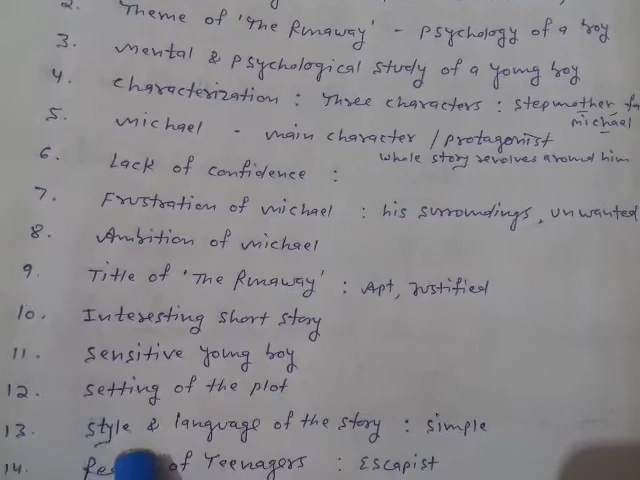 2. Theme of 'The Runaway' - Psychology of a boy
3. Mental & Psychological study of a young boy
4. Characterization : Three characters : Stepmother
5. Michael - main character / protagonist michael
whole story revolves around him
6. Lack of confidence :
7. Frustration of michael : his surroundings, unwanted
8. Ambition of michael
9. Title of 'The Runaway' : Apt, Justified
10. Interesting short story
11. Sensitive young boy
12. Setting of the plot
13. Style & language of the story : simple
14. of Teenagers : Escapist